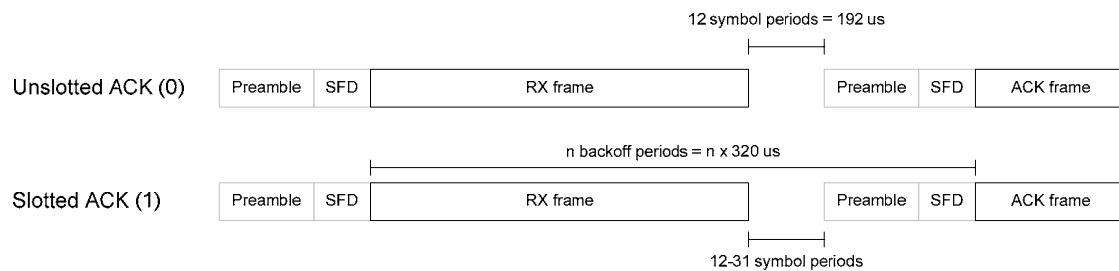 12 symbol periods = 192 us
Unslotted ACK (0) Preamble SFD RX frame Preamble SFD ACK frame
n backoff periods = n x 320 us
Slotted ACK (1) Preamble SFD RX frame Preamble SFD ACK frame
12-31 symbol periods